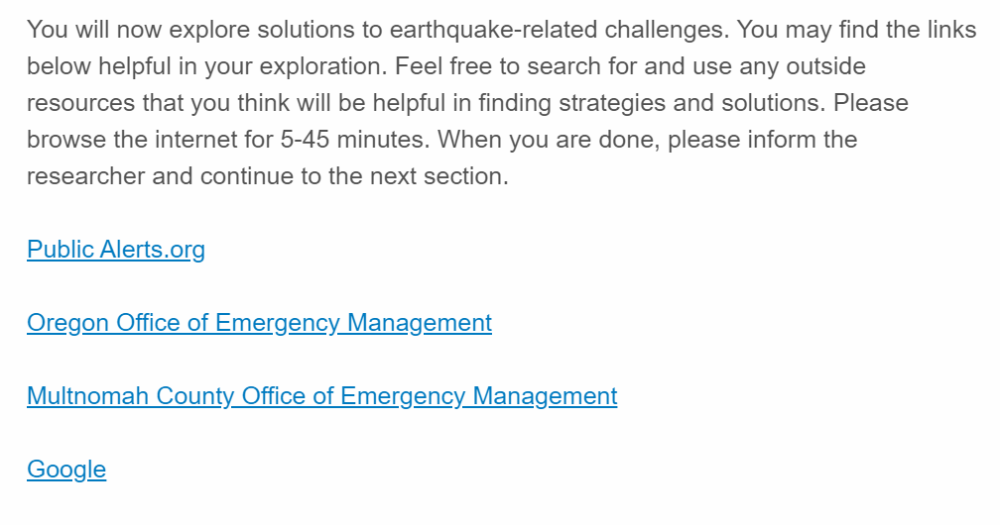 You will now explore solutions to earthquake-related challenges. You may find the links
below helpful in your exploration. Feel free to search for and use any outside
resources that you think will be helpful in finding strategies and solutions. Please
browse the internet for 5-45 minutes. When you are done, please inform the
researcher and continue to the next section.
Public Alerts.org
Oregon Office of Emergency Management
Multnomah County Office of Emergency Management
Google